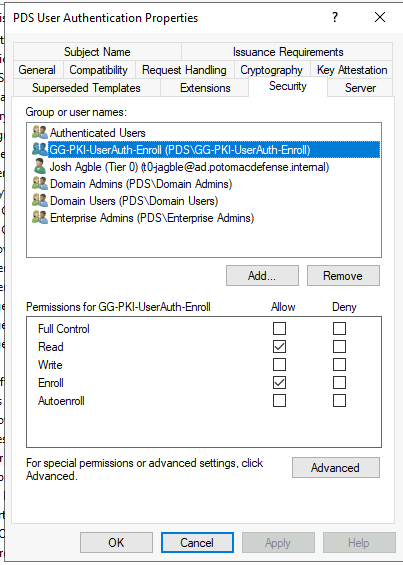 PDS User Authentication Properties
? ×
Subject Name Issuance Requirements
General Compatibility Request Handling Cryptography Key Attestation
Superseded Templates Extensions Security Server
Group or user names:
Authenticated Users
GG-PKI-UserAuth-Enroll (PDS\GG-PKI-UserAuth-Enroll)
Josh Agble (Tier 0) (t0-jagble@ad.potomacdefense.internal)
Domain Admins (PDS\Domain Admins)
Domain Users (PDS\Domain Users)
Enterprise Admins (PDS\Enterprise Admins)
Add... Remove
Permissions for GG-PKI-UserAuth-Enroll Allow Deny
Full Control
Read
Write
Enroll
Autoenroll
For special permissions or advanced settings, click
Advanced.
Advanced
OK Cancel Apply Help